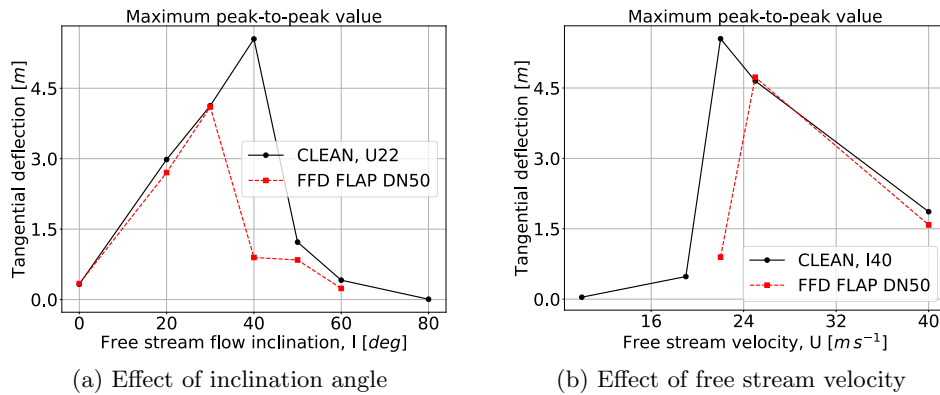 Maximum peak-to-peak value
Tangential deflection [m]
4.5
3.0
1.5
0.0
CLEAN, U22
FFD FLAP DN50
0 20 40 60 80
Free stream flow inclination, I [deg]
(a) Effect of inclination angle
Maximum peak-to-peak value
Tangential deflection [m]
4.5
3.0
1.5
0.0
CLEAN, I40
FFD FLAP DN50
16 24 32 40
Free stream velocity, U [m s⁻¹]
(b) Effect of free stream velocity